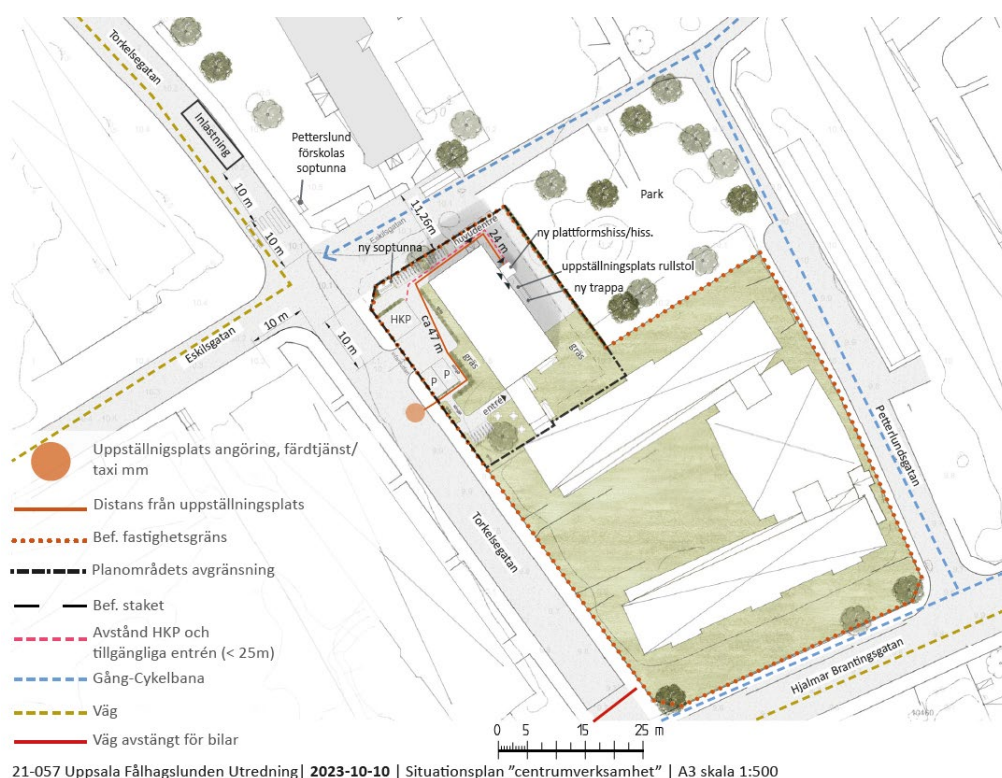 Torkelsegatan
Inlastning
Petterslund
förskolas
soptunna
10 m
10 m
11,26m
Eskilsgatan
Park
huvudentré
24 m
ny plattformshiss/hiss.
ny soptunna
uppställningsplats rullstol
ny trappa
HKP
ca 47 m
gräs
gräs
P
P
entré
Eskilsgatan
10 m
10 m
Petterlundsgatan
Torkelsegatan
Hjalmar Brantingsgatan
Uppställnigsplats angöring, färdtjänst/
taxi mm
Distans från uppställningsplats
Bef. fastighetsgräns
Planområdets avgränsning
Bef. staket
Avstånd HKP och
tillgängliga entrén (< 25m)
Gång-Cykelbana
Väg
Väg avstängt för bilar
0 5 15 25 m
21-057 Uppsala Fålhagslunden Utredning| 2023-10-10 | Situationsplan "centrumverksamhet" | A3 skala 1:500